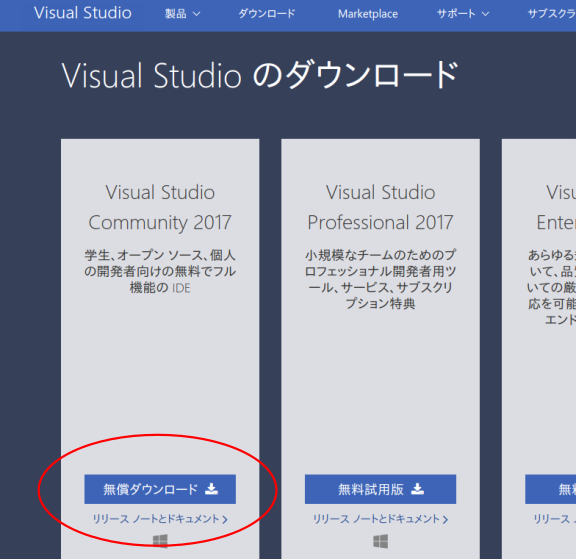 Visual Studio 製品 ダウンロード Marketplace サポート サブスクラ
Visual Studio のダウンロード
Visual Studio
Community 2017
学生、オープン ソース、個人
の開発者向けの無料でフル
機能の IDE
無償ダウンロード
リリース ノートとドキュメント >
Visual Studio
Professional 2017
小規模なチームのためのプ
ロフェッショナル開発者用ツ
ール、サービス、サブスクリ
プション特典
無料試用版
リリース ノートとドキュメント >
Visu
Enter
あらゆる
いて、品
いての厳
応を可能
エンド
無料
リリース